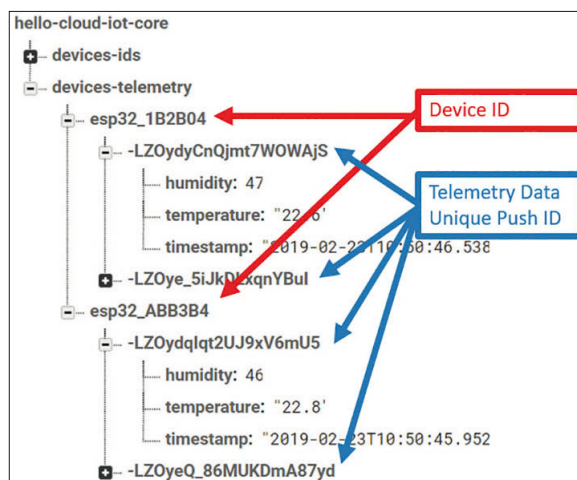 hello-cloud-iot-core
devices-ids
devices-telemetry
esp32_1B2B04
Device ID
-LZOydyCnQjmt7WOWAjS
humidity: 47
Telemetry Data
Unique Push ID
temperature: "22.6'
timestamp: "2019-02-23T10:50:46.538
esp32_ABB3B4
-LZOydqIqt2UJ9xV6mU5
humidity: 46
temperature: "22.8'
timestamp: "2019-02-23T10:50:45.952
-LZOyeQ_86MUKDmA87yd